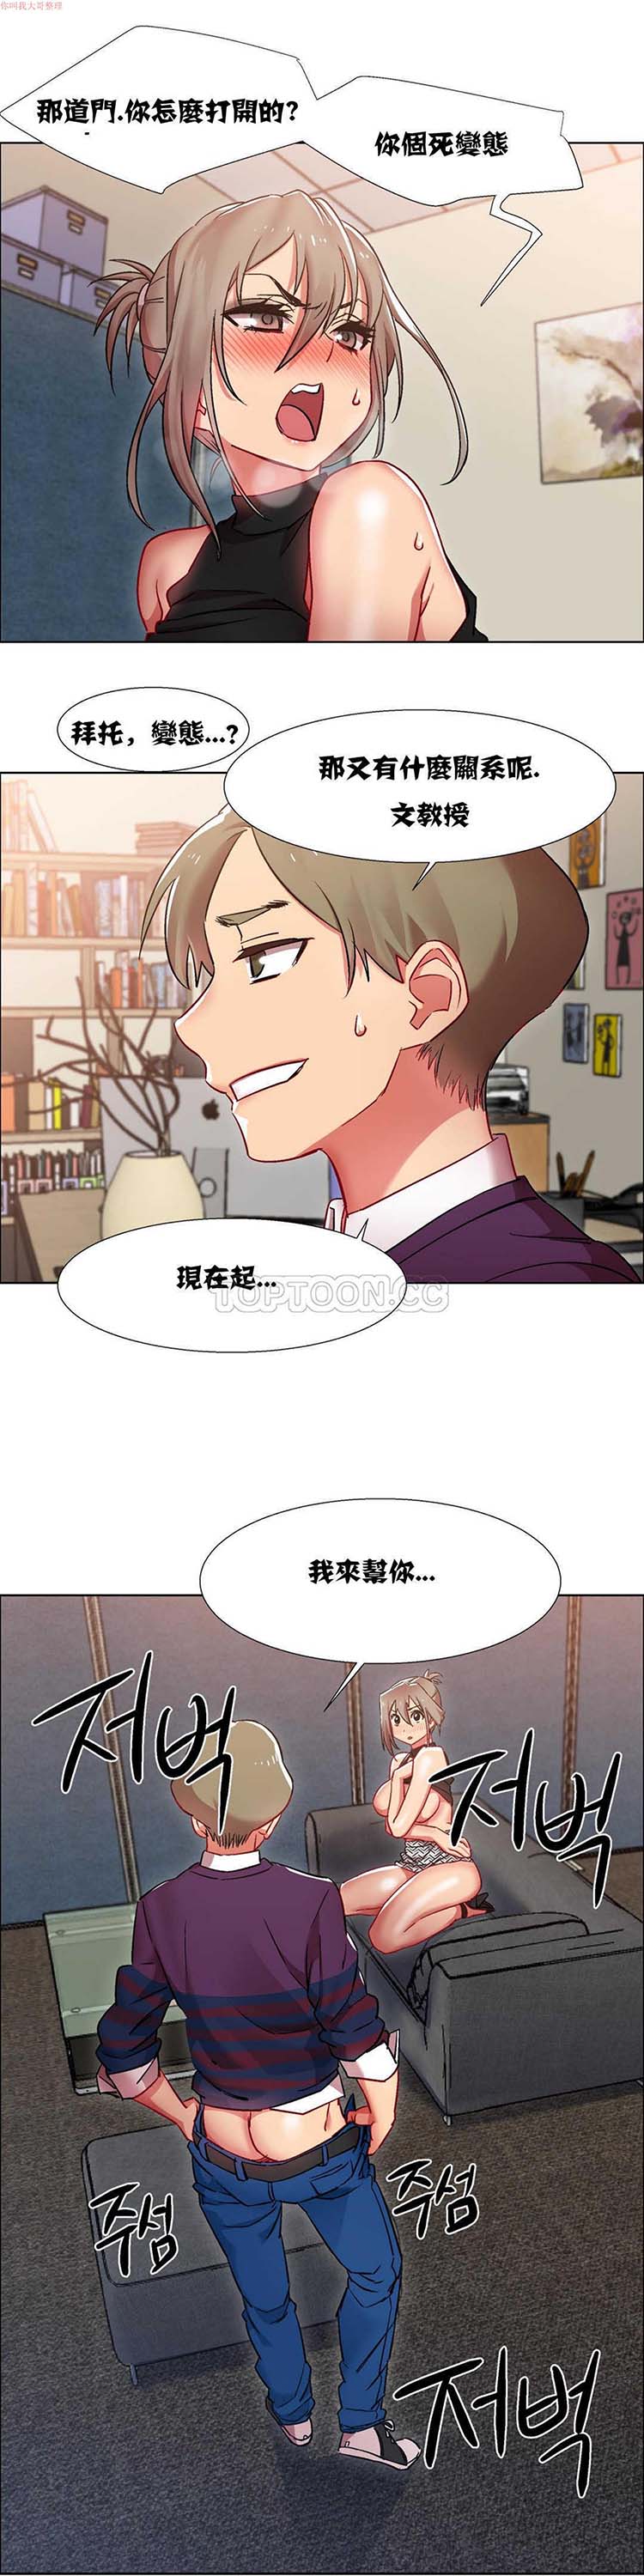 你叫我大哥整理
那道門.你怎麼打開的?
你個死變態
拜托，變態...?
那又有什麼關系呢.
文教授
現在起...
TOPTOON.CC
我來幫你...
저벅
저벅
주섬
주섬
저벅